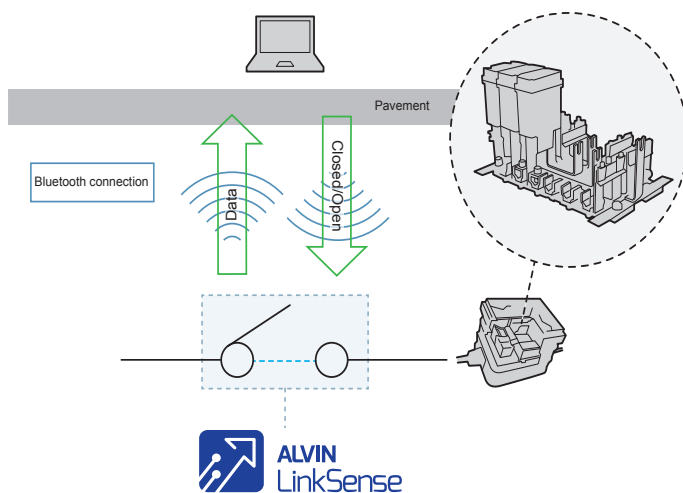 Pavement
Bluetooth connection
Data
Closed/Open
ALVIN
LinkSense